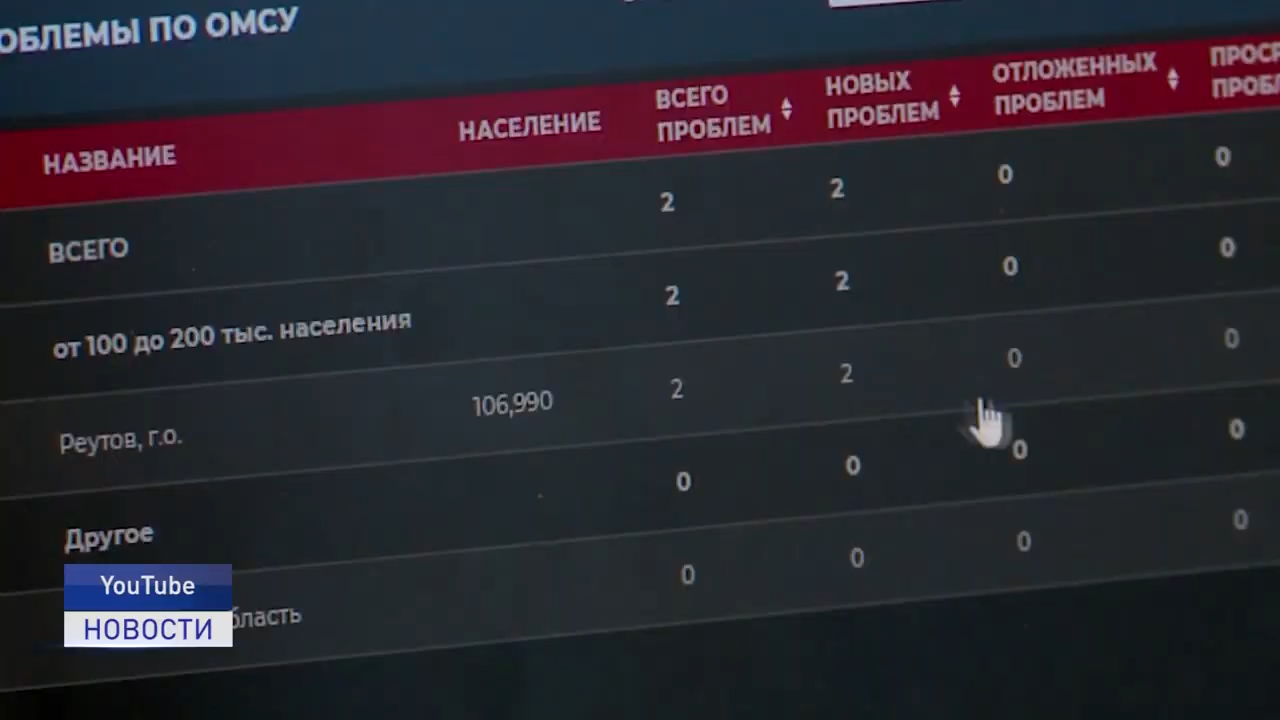 ОБЛЕМЫ ПО ОМСУ
НАЗВАНИЕ НАСЕЛЕНИЕ ВСЕГО ПРОБЛЕМ НОВЫХ ПРОБЛЕМ ОТЛОЖЕННЫХ ПРОБЛЕМ ПРОСР ПРОБЛ
ВСЕГО 2 2 0 0
от 100 до 200 тыс. населения 2 2 0 0
Реутов, г.о. 106,990 2 2 0 0
Другое 0 0 0 0
бласть 0 0 0 0
YouTube
НОВОСТИ